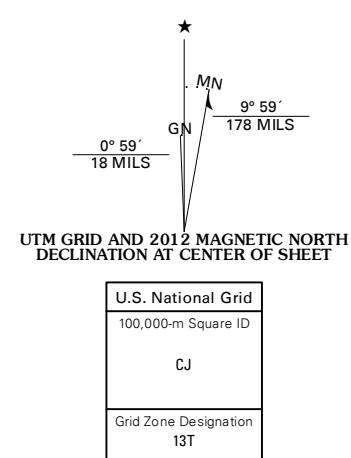 MN
9° 59´
178 MILS
GN
0° 59´
18 MILS
UTM GRID AND 2012 MAGNETIC NORTH
DECLINATION AT CENTER OF SHEET
U.S. National Grid
100,000-m Square ID
CJ
Grid Zone Designation
13T